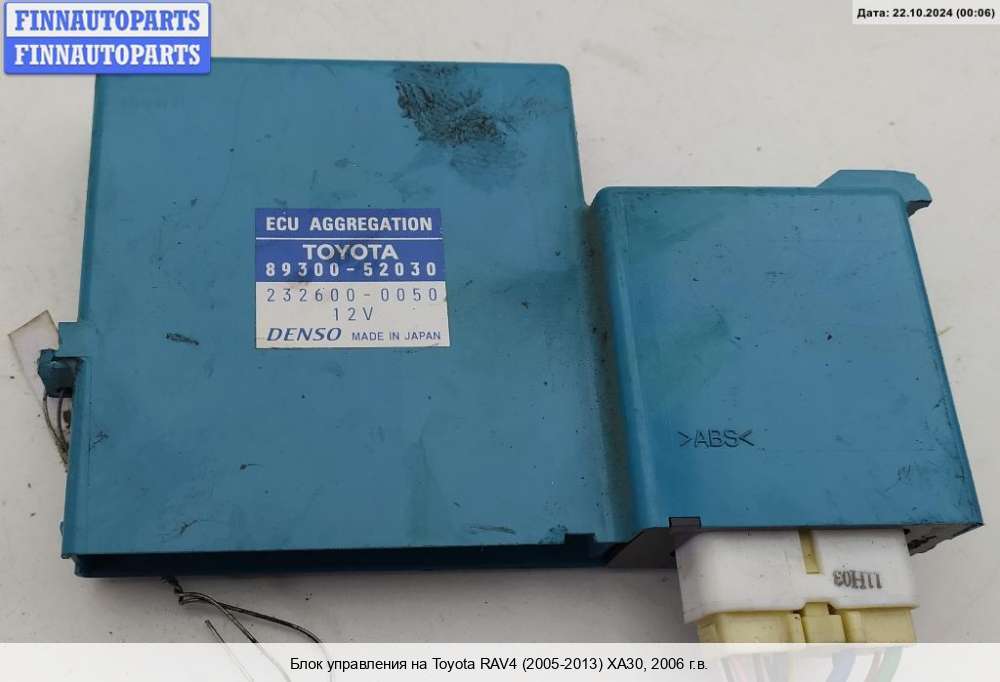 FINNAUTOPARTS
FINNAUTOPARTS
Дата: 22.10.2024 (00:06)
ECU AGGREGATION
TOYOTA
89300-52030
232600-0050
12V
DENSO MADE IN JAPAN
>ABS<
11H03
Блок управления на Toyota RAV4 (2005-2013) XA30, 2006 г.в.